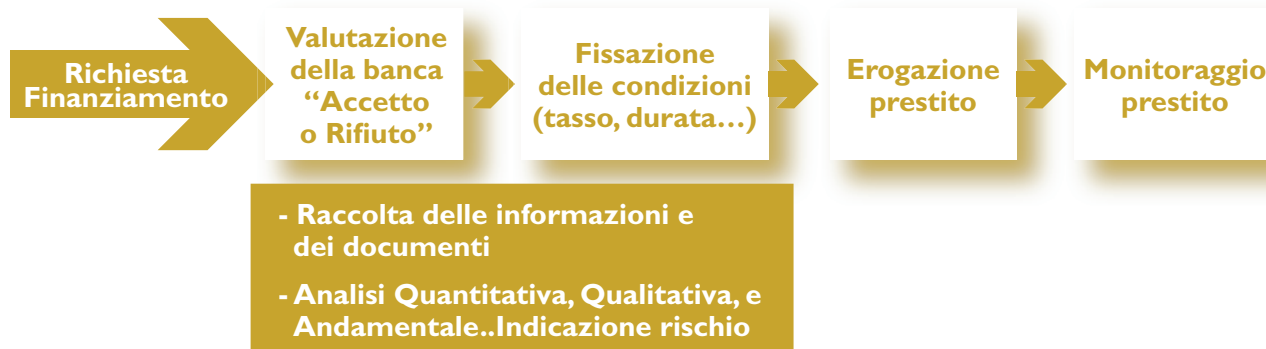 Richiesta
Finanziamento
Valutazione
della banca
“Accetto
o Rifiuto”
Fissazione
delle condizioni
(tasso, durata…)
Erogazione
prestito
Monitoraggio
prestito
- Raccolta delle informazioni e
dei documenti
- Analisi Quantitativa, Qualitativa, e
Andamentale..Indicazione rischio